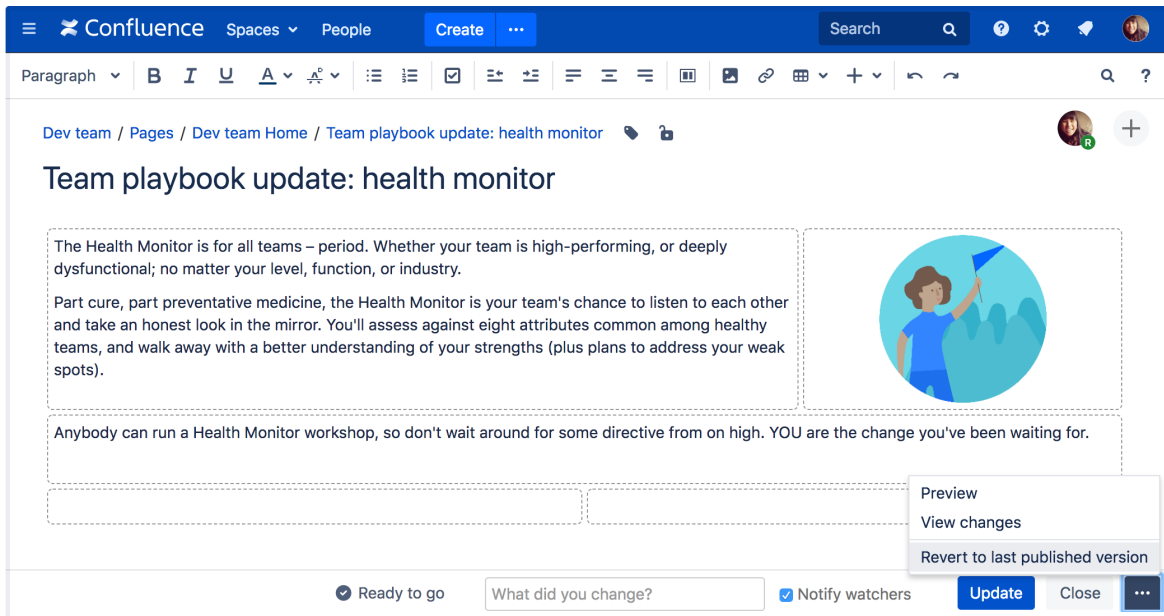 Confluence Spaces People Create ... Search
Paragraph B I U A
Dev team / Pages / Dev team Home / Team playbook update: health monitor
R
Team playbook update: health monitor
The Health Monitor is for all teams – period. Whether your team is high-performing, or deeply
dysfunctional; no matter your level, function, or industry.
Part cure, part preventative medicine, the Health Monitor is your team's chance to listen to each other
and take an honest look in the mirror. You'll assess against eight attributes common among healthy
teams, and walk away with a better understanding of your strengths (plus plans to address your weak
spots).
Anybody can run a Health Monitor workshop, so don't wait around for some directive from on high. YOU are the change you've been waiting for.
Preview
View changes
Revert to last published version
Ready to go What did you change? Notify watchers Update Close ...